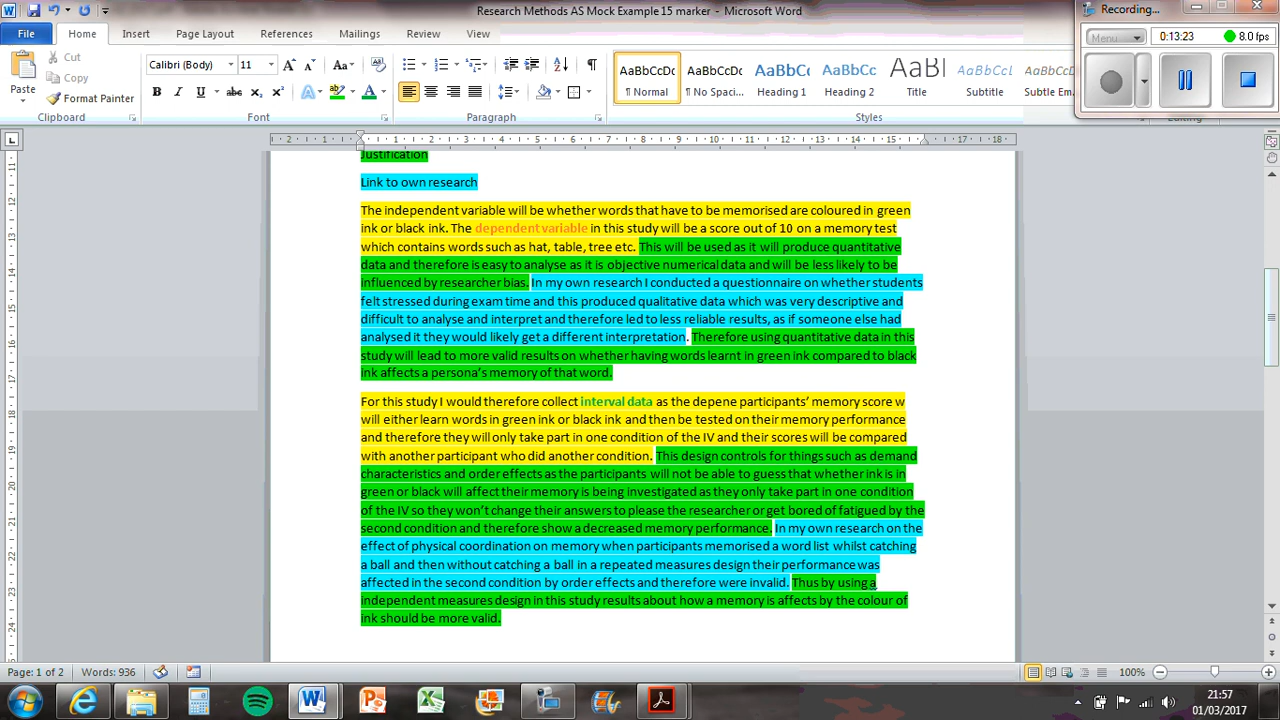 Research Methods AS Mock Example 15 marker - Microsoft Word
Recording...
File Home Insert Page Layout References Mailings Review View
Menu 0:13:23 8.0 fps
Cut
Copy
Format Painter
Paste
Calibri (Body) 11
AaBbCcDc AaBbCcDc AaBbCc AaBbCc AaBl AaBbCcL AaBbCcDc
¶ Normal ¶ No Spaci... Heading 1 Heading 2 Title Subtitle Subtle Em...
Clipboard Font Paragraph Styles Editing
2 1 1 2 3 4 5 6 7 8 9 10 11 12 13 14 15 17 18
Justification
Link to own research
The independent variable will be whether words that have to be memorised are coloured in green
ink or black ink. The dependent variable in this study will be a score out of 10 on a memory test
which contains words such as hat, table, tree etc. This will be used as it will produce quantitative
data and therefore is easy to analyse as it is objective numerical data and will be less likely to be
influenced by researcher bias. In my own research I conducted a questionnaire on whether students
felt stressed during exam time and this produced qualitative data which was very descriptive and
difficult to analyse and interpret and therefore led to less reliable results, as if someone else had
analysed it they would likely get a different interpretation. Therefore using quantitative data in this
study will lead to more valid results on whether having words learnt in green ink compared to black
ink affects a persona's memory of that word.
For this study I would therefore collect interval data as the depene participants' memory score w
will either learn words in green ink or black ink and then be tested on their memory performance
and therefore they will only take part in one condition of the IV and their scores will be compared
with another participant who did another condition. This design controls for things such as demand
characteristics and order effects as the participants will not be able to guess that whether ink is in
green or black will affect their memory is being investigated as they only take part in one condition
of the IV so they won't change their answers to please the researcher or get bored of fatigued by the
second condition and therefore show a decreased memory performance. In my own research on the
effect of physical coordination on memory when participants memorised a word list whilst catching
a ball and then without catching a ball in a repeated measures design their performance was
affected in the second condition by order effects and therefore were invalid. Thus by using a
independent measures design in this study results about how a memory is affects by the colour of
ink should be more valid.
Page: 1 of 2 Words: 936 100%
21:57
01/03/2017